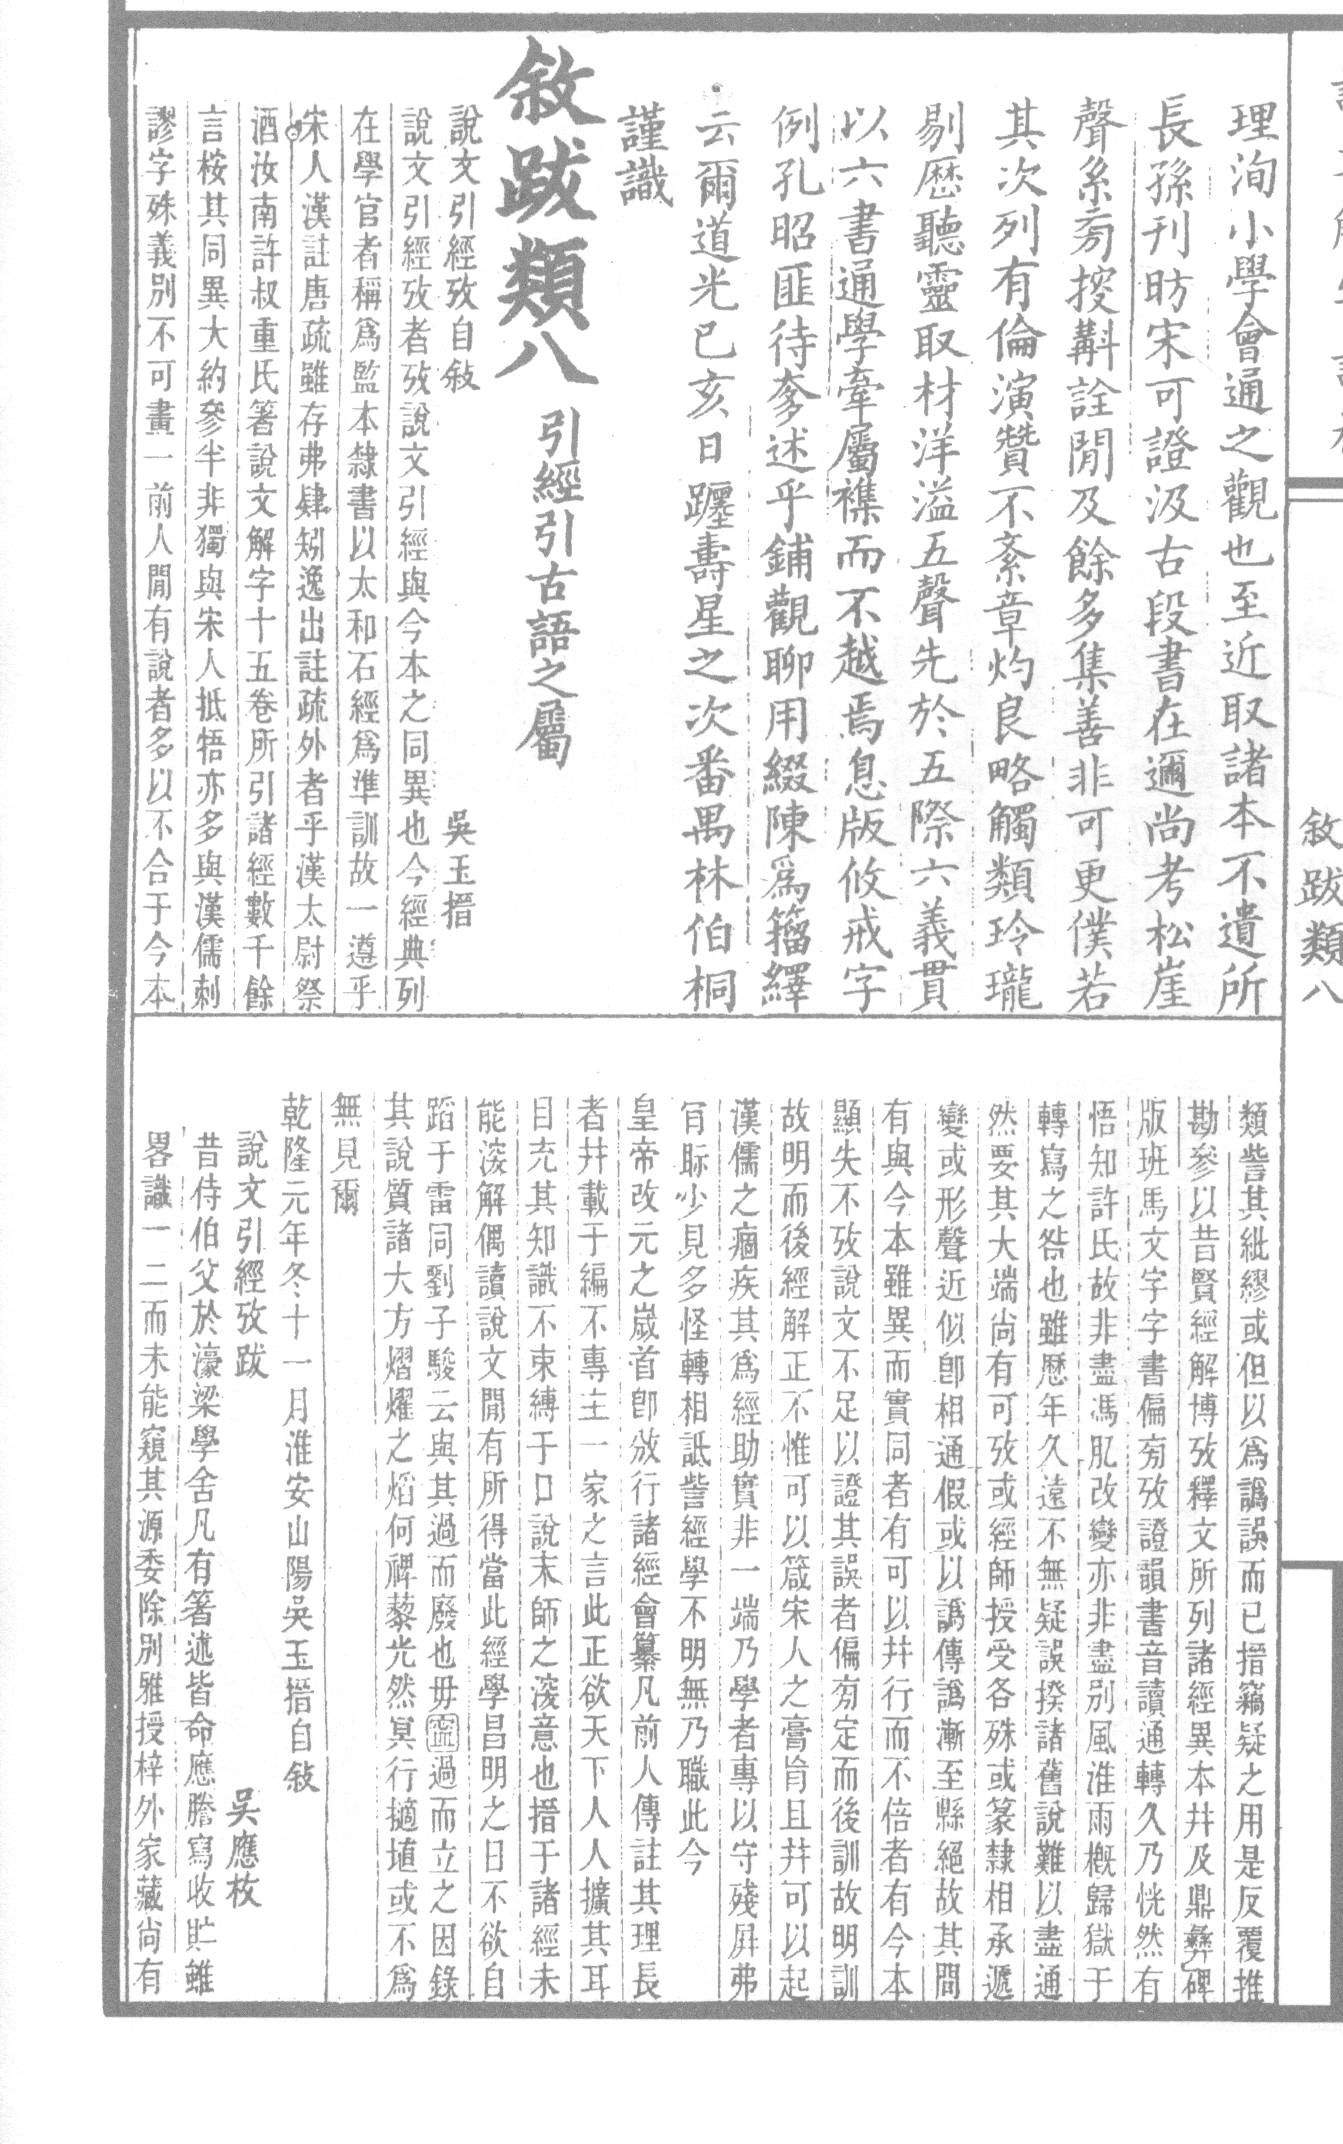 理洵小學會通之觀也至近取諸本不遺所
長孫刊昉宋可證汲古段書在邇尚考松崖
聲系㫄搜斠詮閒及餘多集善非可更僕若
其次列有倫演贊不紊章灼良略觸類玲瓏
剔歷聽靈取材洋溢五聲先於五際六義貫
以六書通學牽屬襍而不越焉息版攸戒字
例孔昭匪待奓述乎鋪觀聊用綴陳爲籀繹
云爾道光已亥日躔壽星之次番禺林伯桐
謹識
敘跋類八　引經引古語之屬
說文引經攷自敍　吳玉搢
說文引經攷者攷說文引經與今本之同異也今經典列
在學官者稱爲監本隸書以太和石經爲準訓故一遵乎
宋人漢註唐疏雖存弗肄矧逸出註疏外者乎漢太尉祭
酒汝南許叔重氏箸說文解字十五卷所引諸經數千餘
言桉其同異大約參半非獨與宋人抵牾亦多與漢儒刺
謬字殊義別不可畫一前人閒有說者多以不合于今本
類訾其紕繆或但以爲譌誤而已搢竊疑之用是反覆推
勘參以昔賢經解博攷釋文所列諸經異本幷及鼎彝碑
版班馬文字字書偏㫄攷證韻書音讀通轉久乃恍然有
悟知許氏故非盡馮肊改變亦非盡別風淮雨概歸獄于
轉寫之咎也雖歷年久遠不無疑誤揆諸舊說難以盡通
然要其大端尚有可攷或經師授受各殊或篆隸相承遞
變或形聲近似卽相通假或以譌傳譌漸至縣絕故其閒
有與今本雖異而實同者有可以幷行而不倍者有今本
顯失不攷說文不足以證其誤者偏㫄定而後訓故明訓
故明而後經解正不惟可以箴宋人之膏肓且幷可以起
漢儒之痼疾其爲經助實非一端乃學者專以守殘屏弗
肎眎少見多怪轉相詆訾經學不明無乃職此今
皇帝改元之歲首卽放行諸經會纂凡前人傳註其理長
者幷載于編不專主一家之言此正欲天下人人擴其耳
目充其知識不束縛于口說末師之深意也搢于諸經未
能深解偶讀說文閒有所得當此經學昌明之日不欲自
蹈于雷同劉子駿云與其過而廢也毋寧過而立之因錄
其說質諸大方熠燿之焰何裨藜光然冥行擿埴或不爲
無見爾
乾隆元年冬十一月淮安山陽吳玉搢自敍
說文引經攷跋　吳應枚
昔侍伯父於濠梁學舍凡有箸述皆命應謄寫收貯雖
畧識一二而未能窺其源委除別雅授梓外家藏尚有
敘跋類八